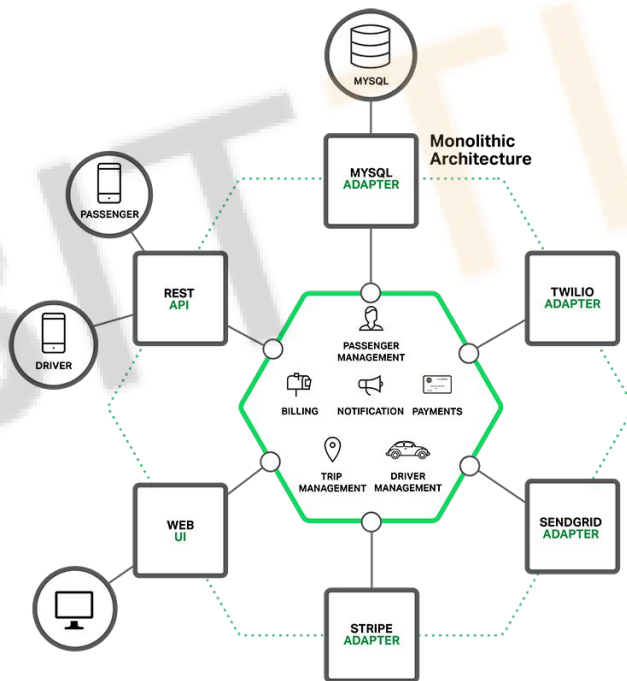 MYSQL
Monolithic
Architecture
MYSQL
ADAPTER
PASSENGER
REST
API
TWILIO
ADAPTER
DRIVER
PASSENGER
MANAGEMENT
BILLING
NOTIFICATION
PAYMENTS
TRIP
MANAGEMENT
DRIVER
MANAGEMENT
WEB
UI
SENDGRID
ADAPTER
STRIPE
ADAPTER